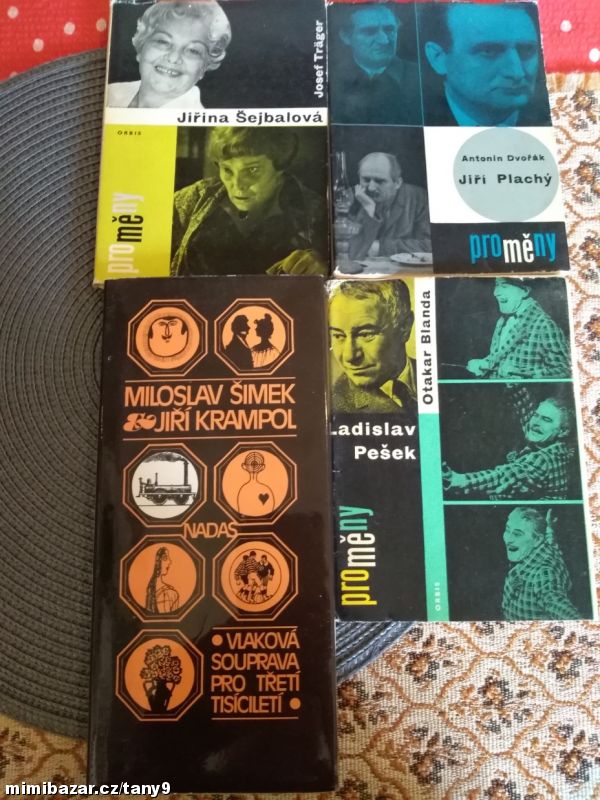 Josef Träger
Jiřina Šejbalová
ORBIS
proměny
Antonín Dvořák
Jiří Plachý
proměny
MILOSLAV ŠIMEK
& JIŘÍ KRAMPOL
NADAS
• VLAKOVÁ
SOUPRAVA
PRO TŘETÍ
TISÍCILETÍ •
Otakar Blanda
Ladislav
Pešek
proměny
ORBIS
mimibazar.cz/tany9